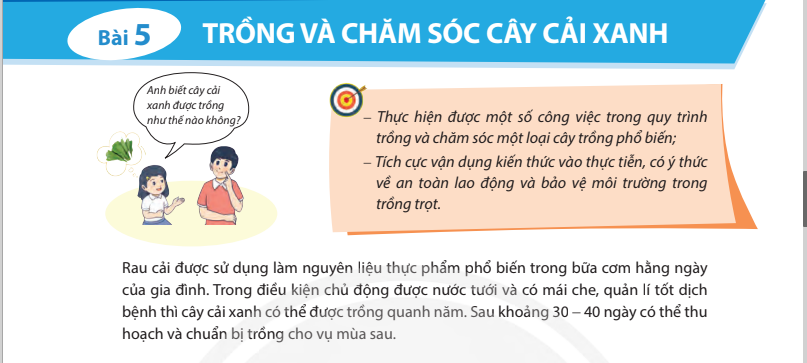 Bài 5
TRỒNG VÀ CHĂM SÓC CÂY CẢI XANH
Anh biết cây cải
xanh được trồng
như thế nào không?
– Thực hiện được một số công việc trong quy trình
trồng và chăm sóc một loại cây trồng phổ biến;
– Tích cực vận dụng kiến thức vào thực tiễn, có ý thức
về an toàn lao động và bảo vệ môi trường trong
trồng trọt.
Rau cải được sử dụng làm nguyên liệu thực phẩm phổ biến trong bữa cơm hằng ngày
của gia đình. Trong điều kiện chủ động được nước tưới và có mái che, quản lí tốt dịch
bệnh thì cây cải xanh có thể được trồng quanh năm. Sau khoảng 30 – 40 ngày có thể thu
hoạch và chuẩn bị trồng cho vụ mùa sau.